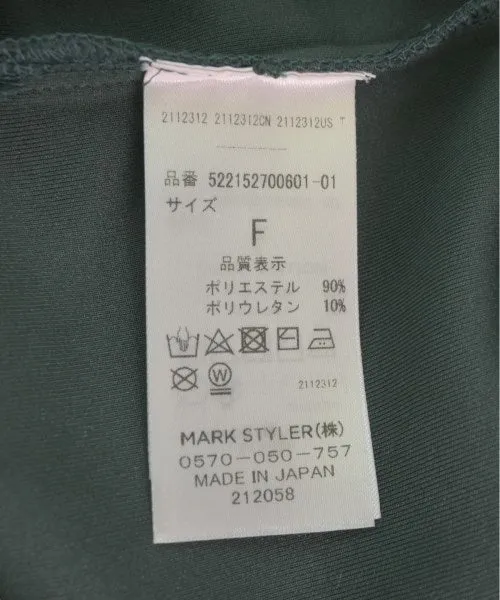 2112312 2112312CN 2112312US T
品番 522152700601-01
サイズ
F
品質表示
ポリエステル 90%
ポリウレタン 10%
W
2112312
MARK STYLER(株)
0570-050-757
MADE IN JAPAN
212058